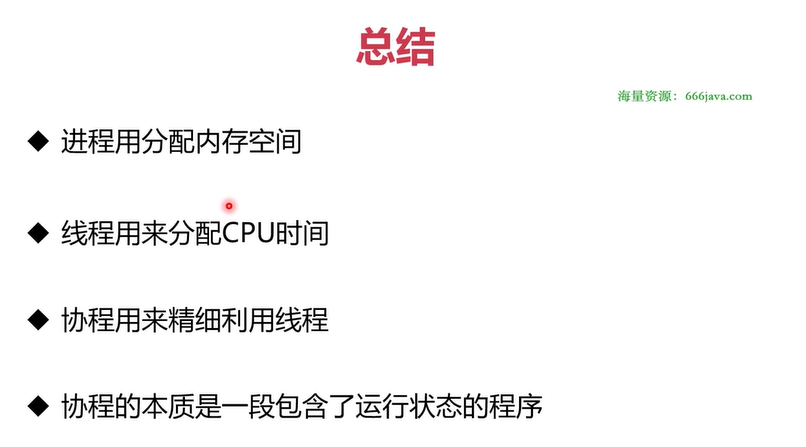 总结
海量资源：666java.com
◆ 进程用分配内存空间
◆ 线程用来分配CPU时间
◆ 协程用来精细利用线程
◆ 协程的本质是一段包含了运行状态的程序